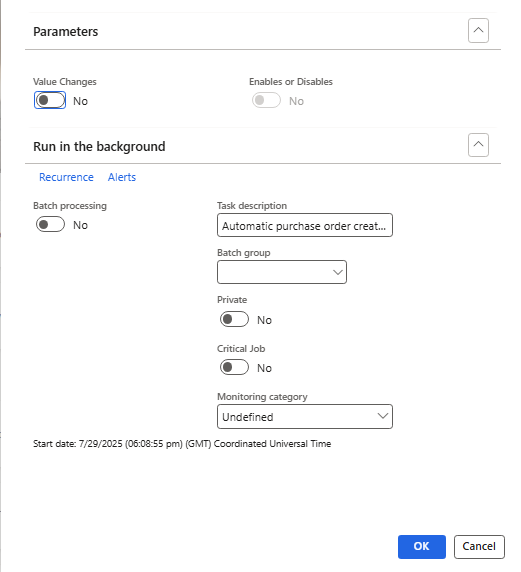 Parameters
Value Changes
Enables or Disables
No
No
Run in the background
Recurrence Alerts
Batch processing
No
Task description
Automatic purchase order creat...
Batch group
Private
No
Critical Job
No
Monitoring category
Undefined
Start date: 7/29/2025 (06:08:55 pm) (GMT) Coordinated Universal Time
OK
Cancel